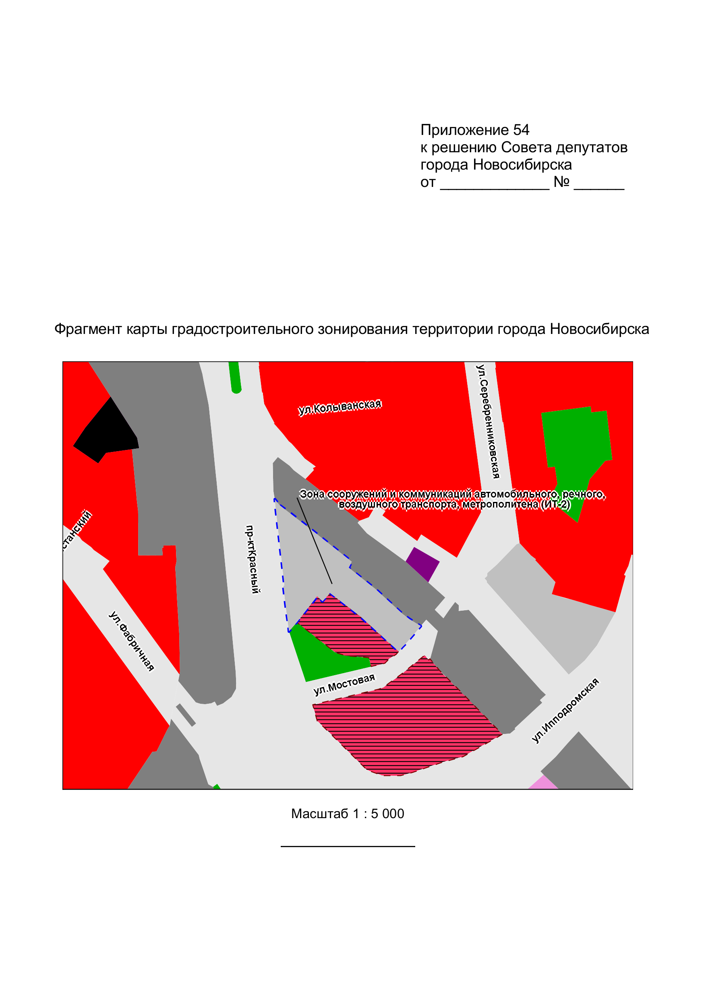 Приложение 54
к решению Совета депутатов
города Новосибирска
от _____________ № ______
Фрагмент карты градостроительного зонирования территории города Новосибирска
ул.Колыванская
ул.Серебренниковская
Зона сооружений и коммуникаций автомобильного, речного,
воздушного транспорта, метрополитена (ИТ-2)
станский
пр-ктКрасный
ул.Фабричная
ул.Мостовая
ул.Ипподромская
Масштаб 1 : 5 000